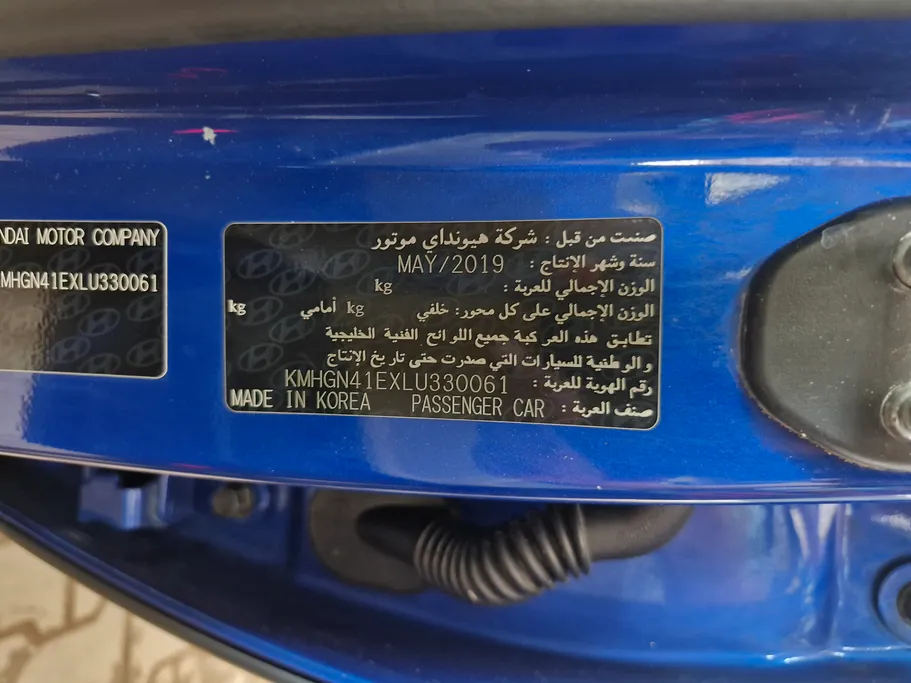 NDAI MOTOR COMPANY
MHGN41EXLU330061
صنعت من قبل : شركة هيونداي موتور
سنة وشهر الإنتاج : MAY/2019
الوزن الإجمالي للعربة : kg
الوزن الإجمالي على كل محور: خلفي kg أمامي kg
تطابق هذه المركبة جميع اللوائح الفنية الخليجية
و الوطنية للسيارات التي صدرت حتى تاريخ الإنتاج
رقم الهوية للعربة : KMHGN41EXLU330061
صنف العربة : PASSENGER CAR MADE IN KOREA